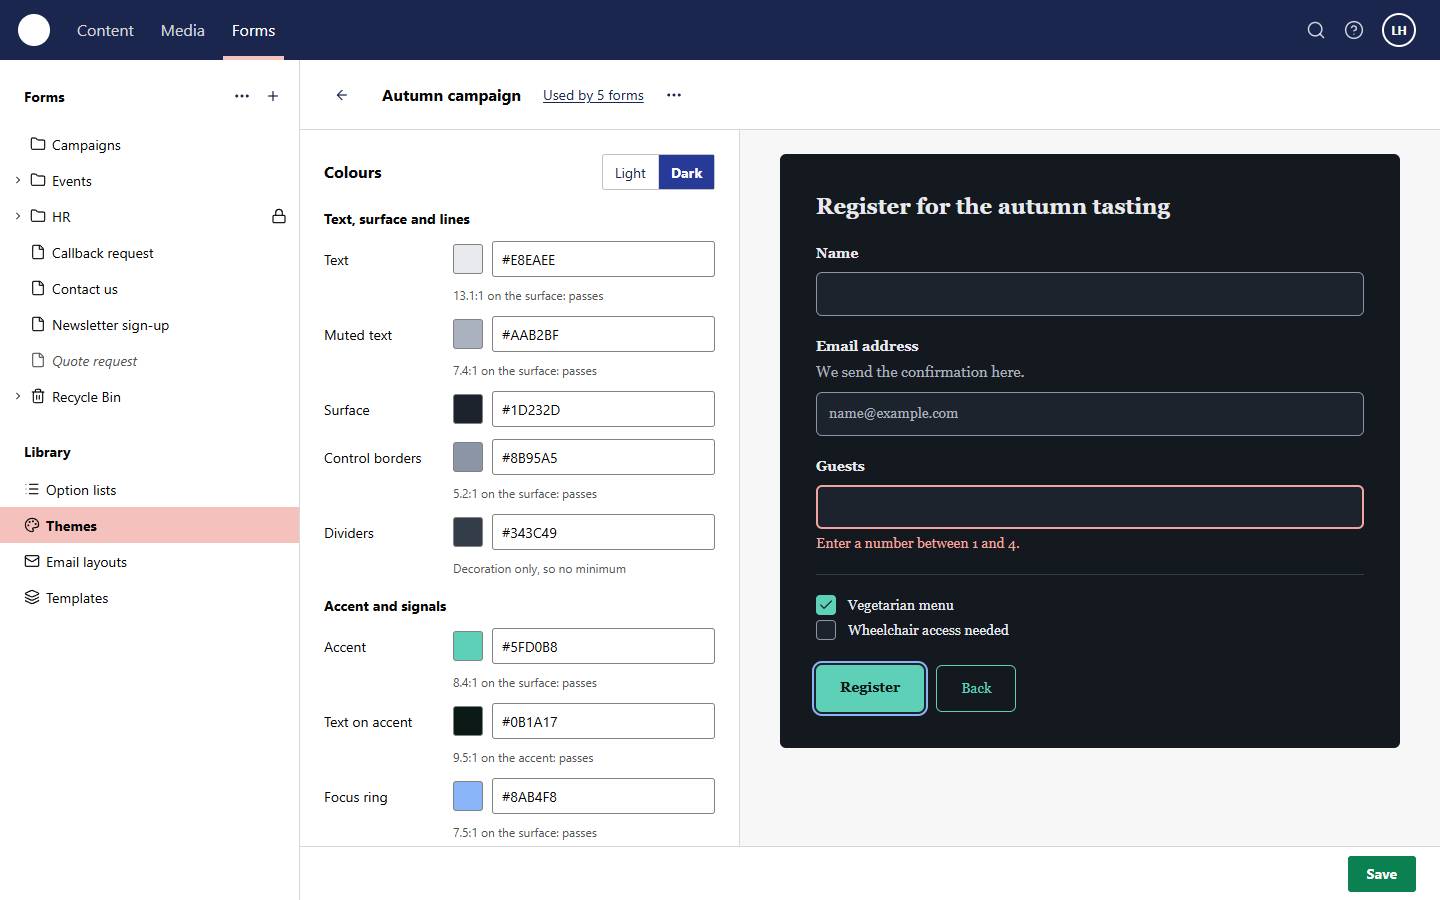 Content
Media
Forms
LH
Forms
Campaigns
Events
HR
Callback request
Contact us
Newsletter sign-up
Quote request
Recycle Bin
Library
Option lists
Themes
Email layouts
Templates
Autumn campaign
Used by 5 forms
Colours
Light
Dark
Text, surface and lines
Text
#E8EAEE
13.1:1 on the surface: passes
Muted text
#AAB2BF
7.4:1 on the surface: passes
Surface
#1D232D
Control borders
#8B95A5
5.2:1 on the surface: passes
Dividers
#343C49
Decoration only, so no minimum
Accent and signals
Accent
#5FD0B8
8.4:1 on the surface: passes
Text on accent
#0B1A17
9.5:1 on the accent: passes
Focus ring
#8AB4F8
7.5:1 on the surface: passes
Register for the autumn tasting
Name
Email address
We send the confirmation here.
name@example.com
Guests
Enter a number between 1 and 4.
Vegetarian menu
Wheelchair access needed
Register
Back
Save